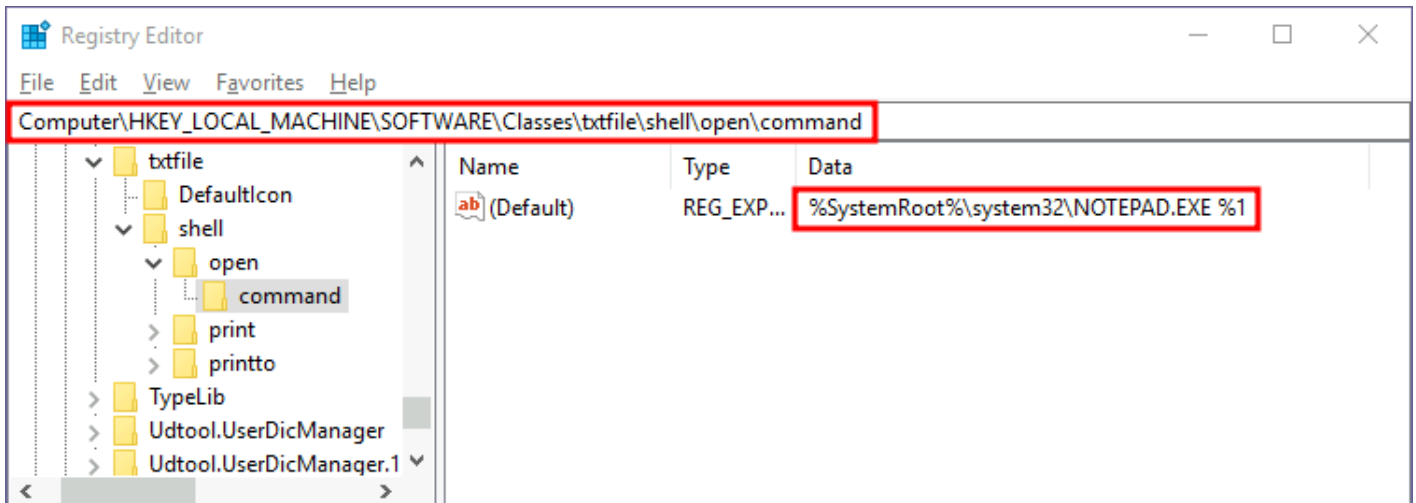 Registry Editor
File Edit View Favorites Help
Computer\HKEY_LOCAL_MACHINE\SOFTWARE\Classes\txtfile\shell\open\command
txtfile
DefaultIcon
shell
open
command
print
printto
TypeLib
Udtool.UserDicManager
Udtool.UserDicManager.1
Name Type Data
ab (Default) REG_EXP... %SystemRoot%\system32\NOTEPAD.EXE %1